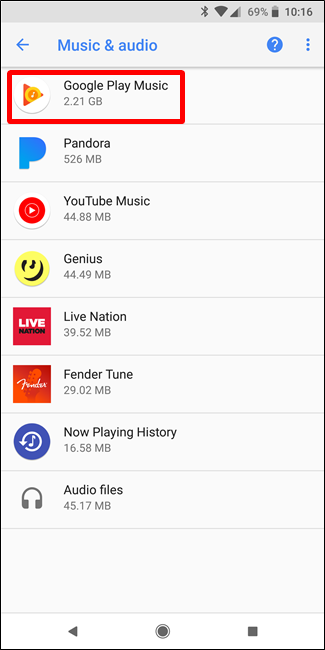 69% 10:16
Music & audio
Google Play Music
2.21 GB
Pandora
526 MB
YouTube Music
44.88 MB
Genius
44.49 MB
LIVE
NATION
Live Nation
39.52 MB
Fender
Fender Tune
29.02 MB
Now Playing History
16.58 MB
Audio files
45.17 MB